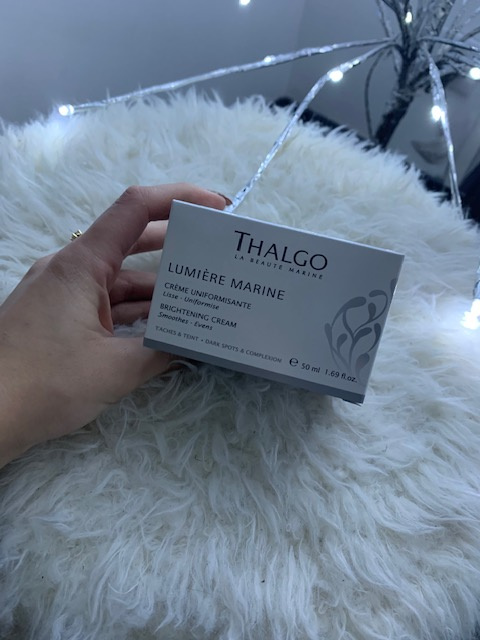 THALGO
LA BEAUTÉ MARINE
LUMIÈRE MARINE
CRÈME UNIFORMISANTE
Lisse - Uniformise
BRIGHTENING CREAM
Smoothes - Evens
TACHES & TEINT • DARK SPOTS & COMPLEXION
℮ 50 ml 1.69 fl.oz.